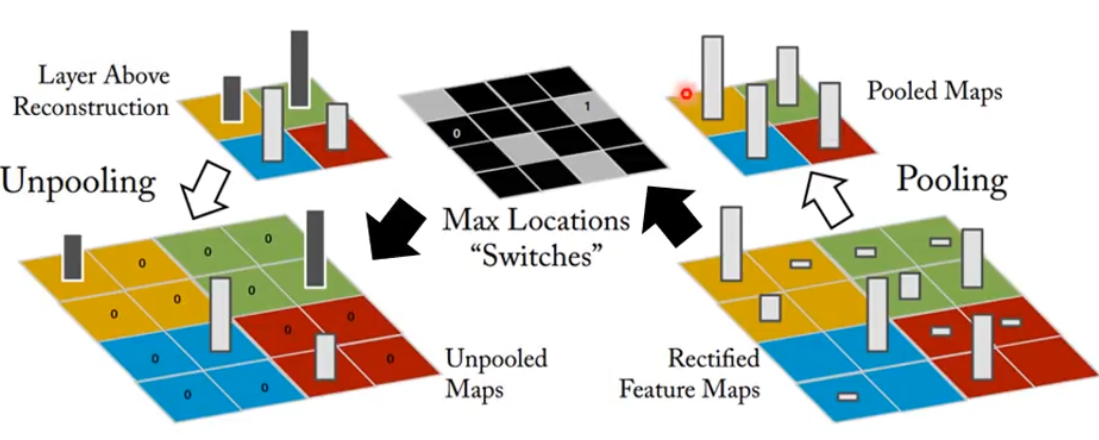 Layer Above
Reconstruction
Pooled Maps
1
0
Unpooling
Pooling
Max Locations
“Switches”
0
0
0
0
0
0
0
0
0
0
0
0
Unpooled
Maps
Rectified
Feature Maps